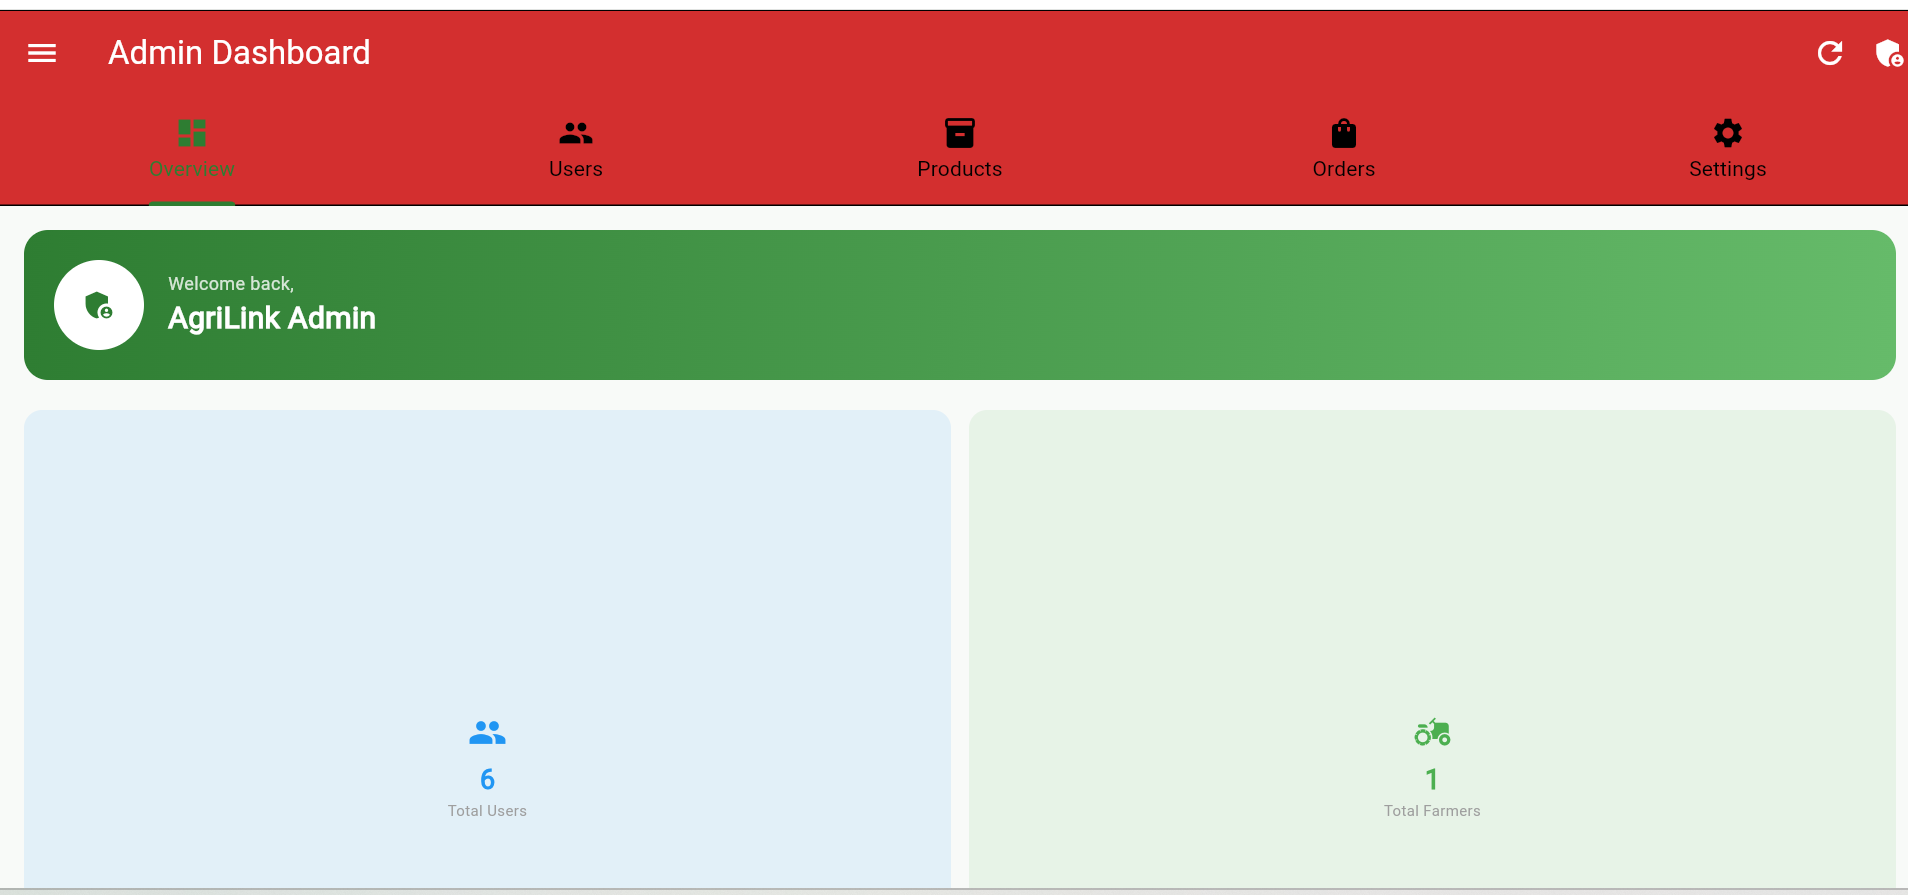 Admin Dashboard
Overview
Users
Products
Orders
Settings
Welcome back,
AgriLink Admin
6
Total Users
1
Total Farmers